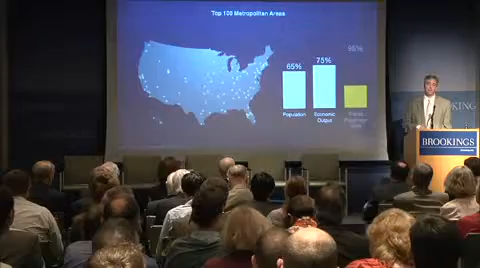 Top 100 Metropolitan Areas
65%
75%
95%
Population
Economic
Output
BROOKINGS
BROOKINGS